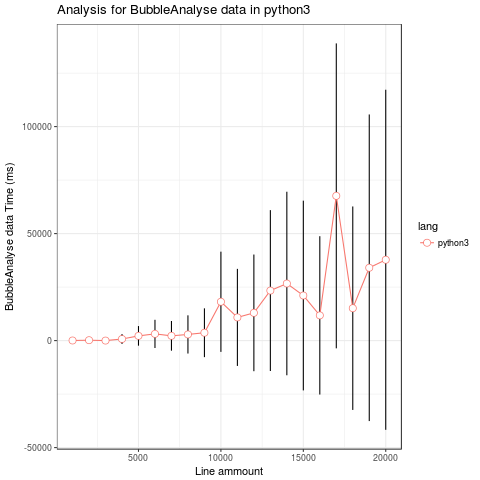 Analysis for BubbleAnalyse data in python3
BubbleAnalyse data Time (ms)
100000
50000
0
-50000
5000
10000
15000
20000
Line ammount
lang
python3